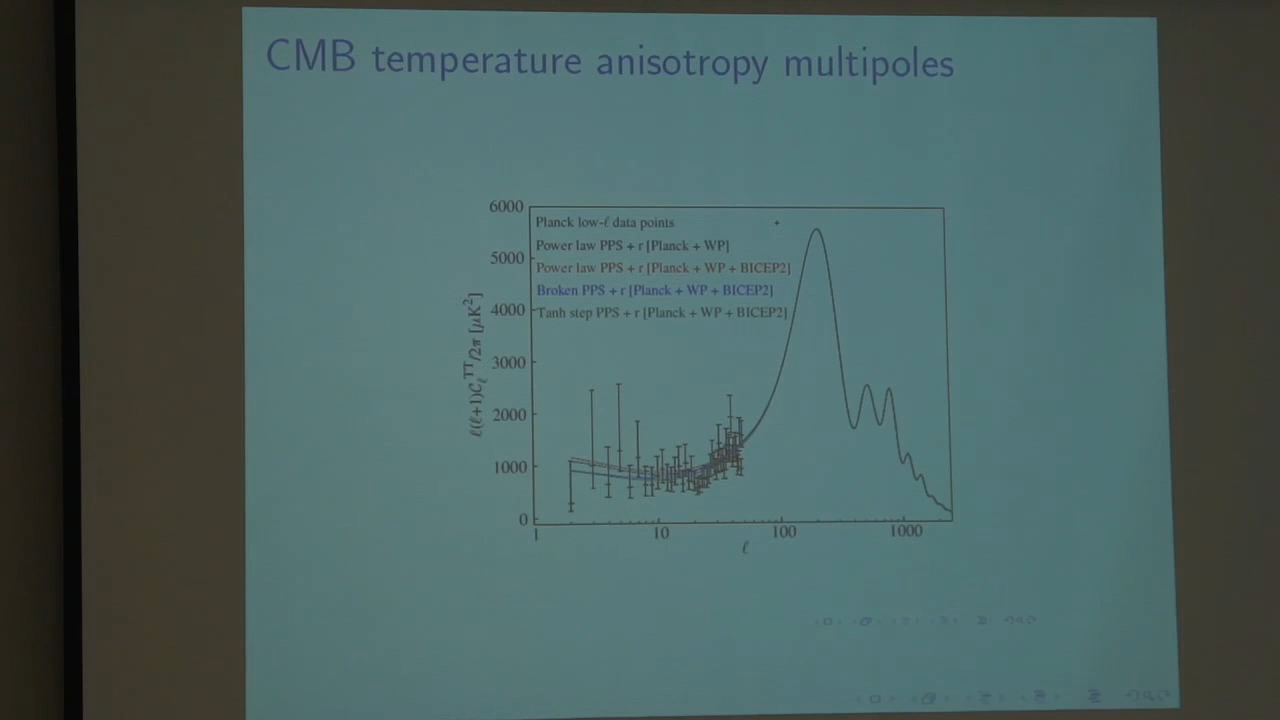 CMB temperature anisotropy multipoles
6000
5000
4000
3000
2000
1000
0
ℓ(ℓ+1)C_ℓ^TT/2π [μK²]
Planck low-ℓ data points
Power law PPS + r [Planck + WP]
Power law PPS + r [Planck + WP + BICEP2]
Broken PPS + r [Planck + WP + BICEP2]
Tanh step PPS + r [Planck + WP + BICEP2]
1 10 100 1000
ℓ